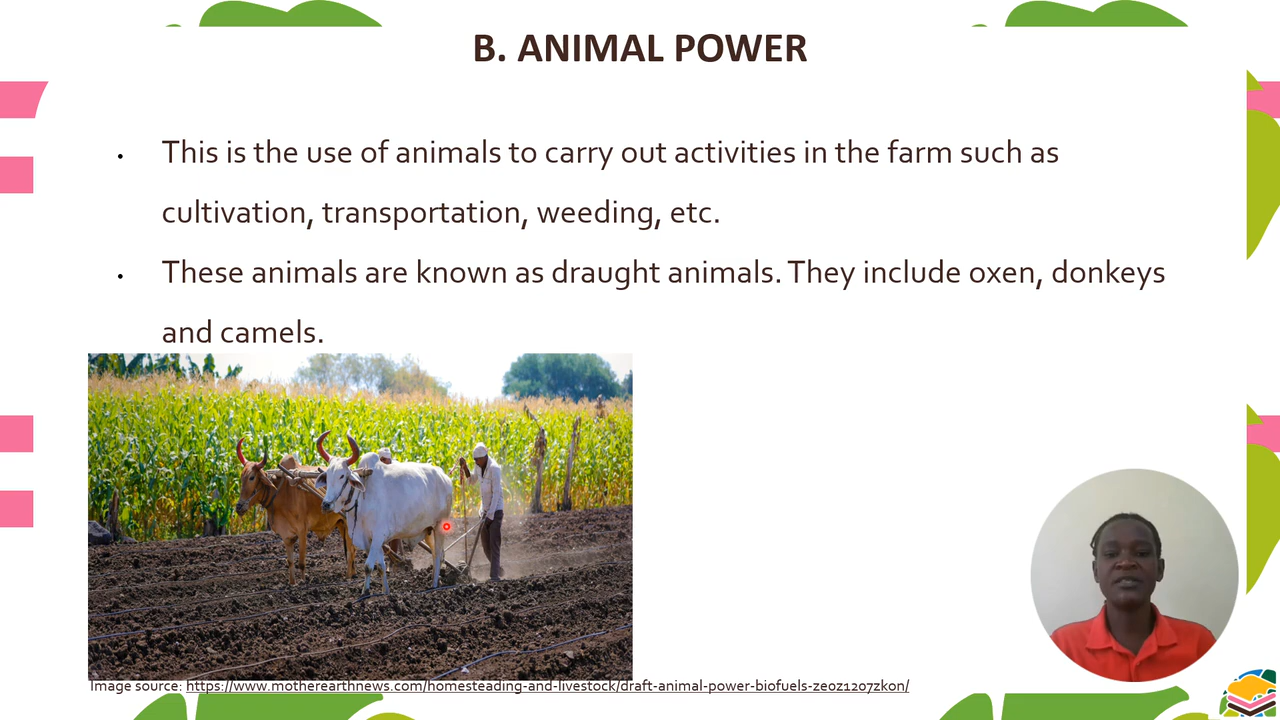 B. ANIMAL POWER
• This is the use of animals to carry out activities in the farm such as
cultivation, transportation, weeding, etc.
• These animals are known as draught animals. They include oxen, donkeys
and camels.
Image source: https://www.motherearthnews.com/homesteading-and-livestock/draft-animal-power-biofuels-zeoz1207zkon/